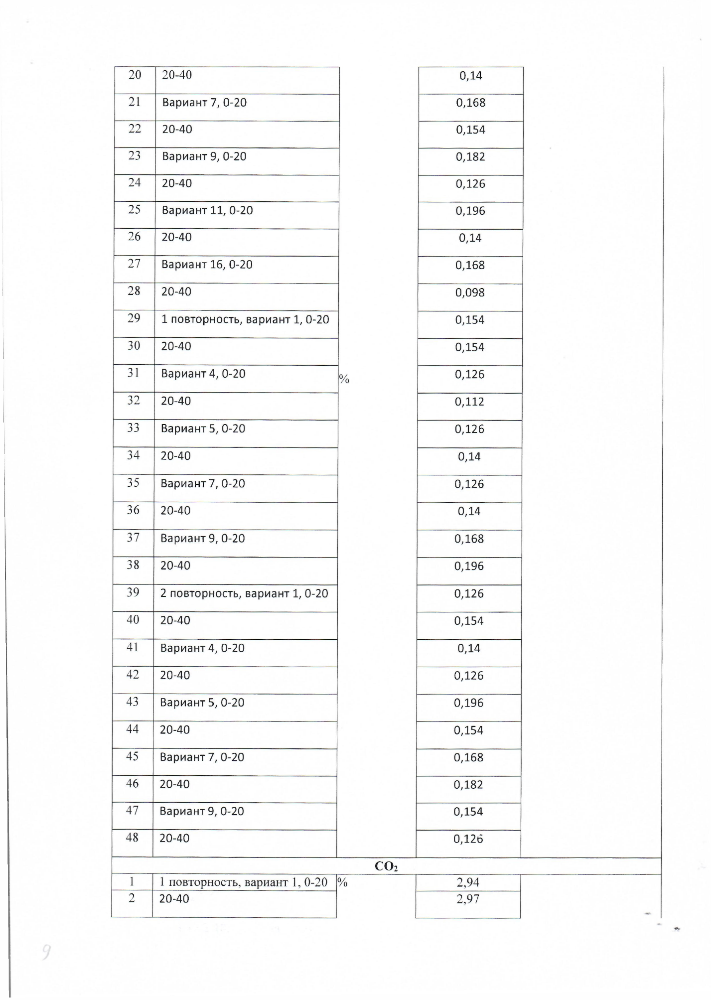 20 20-40 0,14
21 Вариант 7, 0-20 0,168
22 20-40 0,154
23 Вариант 9, 0-20 0,182
24 20-40 0,126
25 Вариант 11, 0-20 0,196
26 20-40 0,14
27 Вариант 16, 0-20 0,168
28 20-40 0,098
29 1 повторность, вариант 1, 0-20 0,154
30 20-40 0,154
31 Вариант 4, 0-20 % 0,126
32 20-40 0,112
33 Вариант 5, 0-20 0,126
34 20-40 0,14
35 Вариант 7, 0-20 0,126
36 20-40 0,14
37 Вариант 9, 0-20 0,168
38 20-40 0,196
39 2 повторность, вариант 1, 0-20 0,126
40 20-40 0,154
41 Вариант 4, 0-20 0,14
42 20-40 0,126
43 Вариант 5, 0-20 0,196
44 20-40 0,154
45 Вариант 7, 0-20 0,168
46 20-40 0,182
47 Вариант 9, 0-20 0,154
48 20-40 0,126
CO₂
1 1 повторность, вариант 1, 0-20 % 2,94
2 20-40 2,97
9